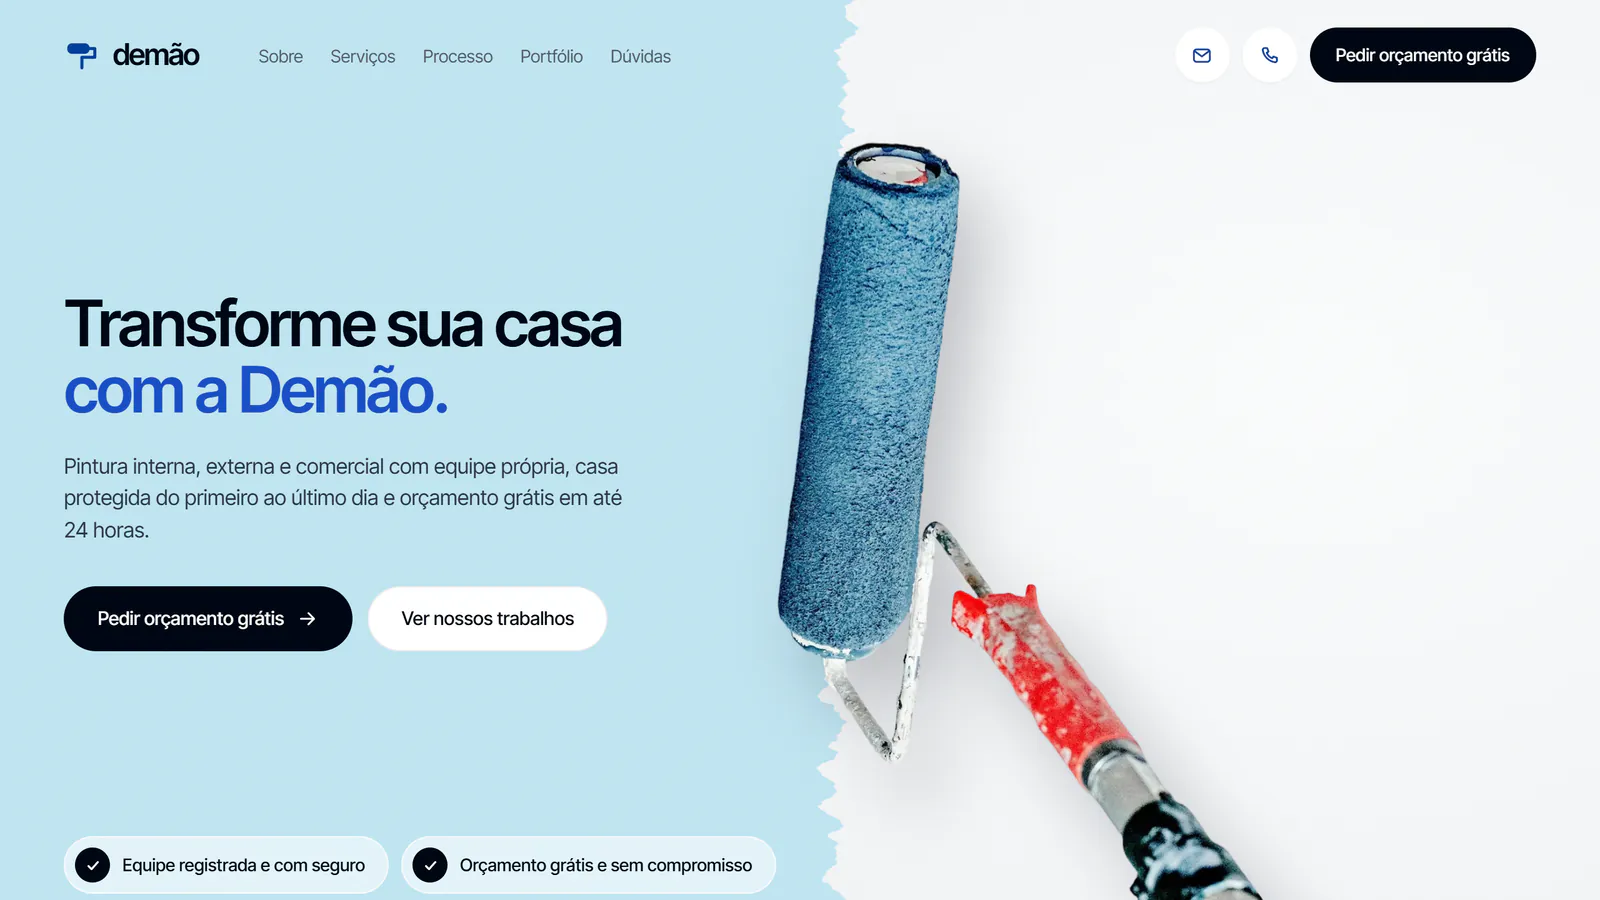 demão
Sobre
Serviços
Processo
Portfólio
Dúvidas
Pedir orçamento grátis
Transforme sua casa
com a Demão.
Pintura interna, externa e comercial com equipe própria, casa
protegida do primeiro ao último dia e orçamento grátis em até
24 horas.
Pedir orçamento grátis
Ver nossos trabalhos
Equipe registrada e com seguro
Orçamento grátis e sem compromisso